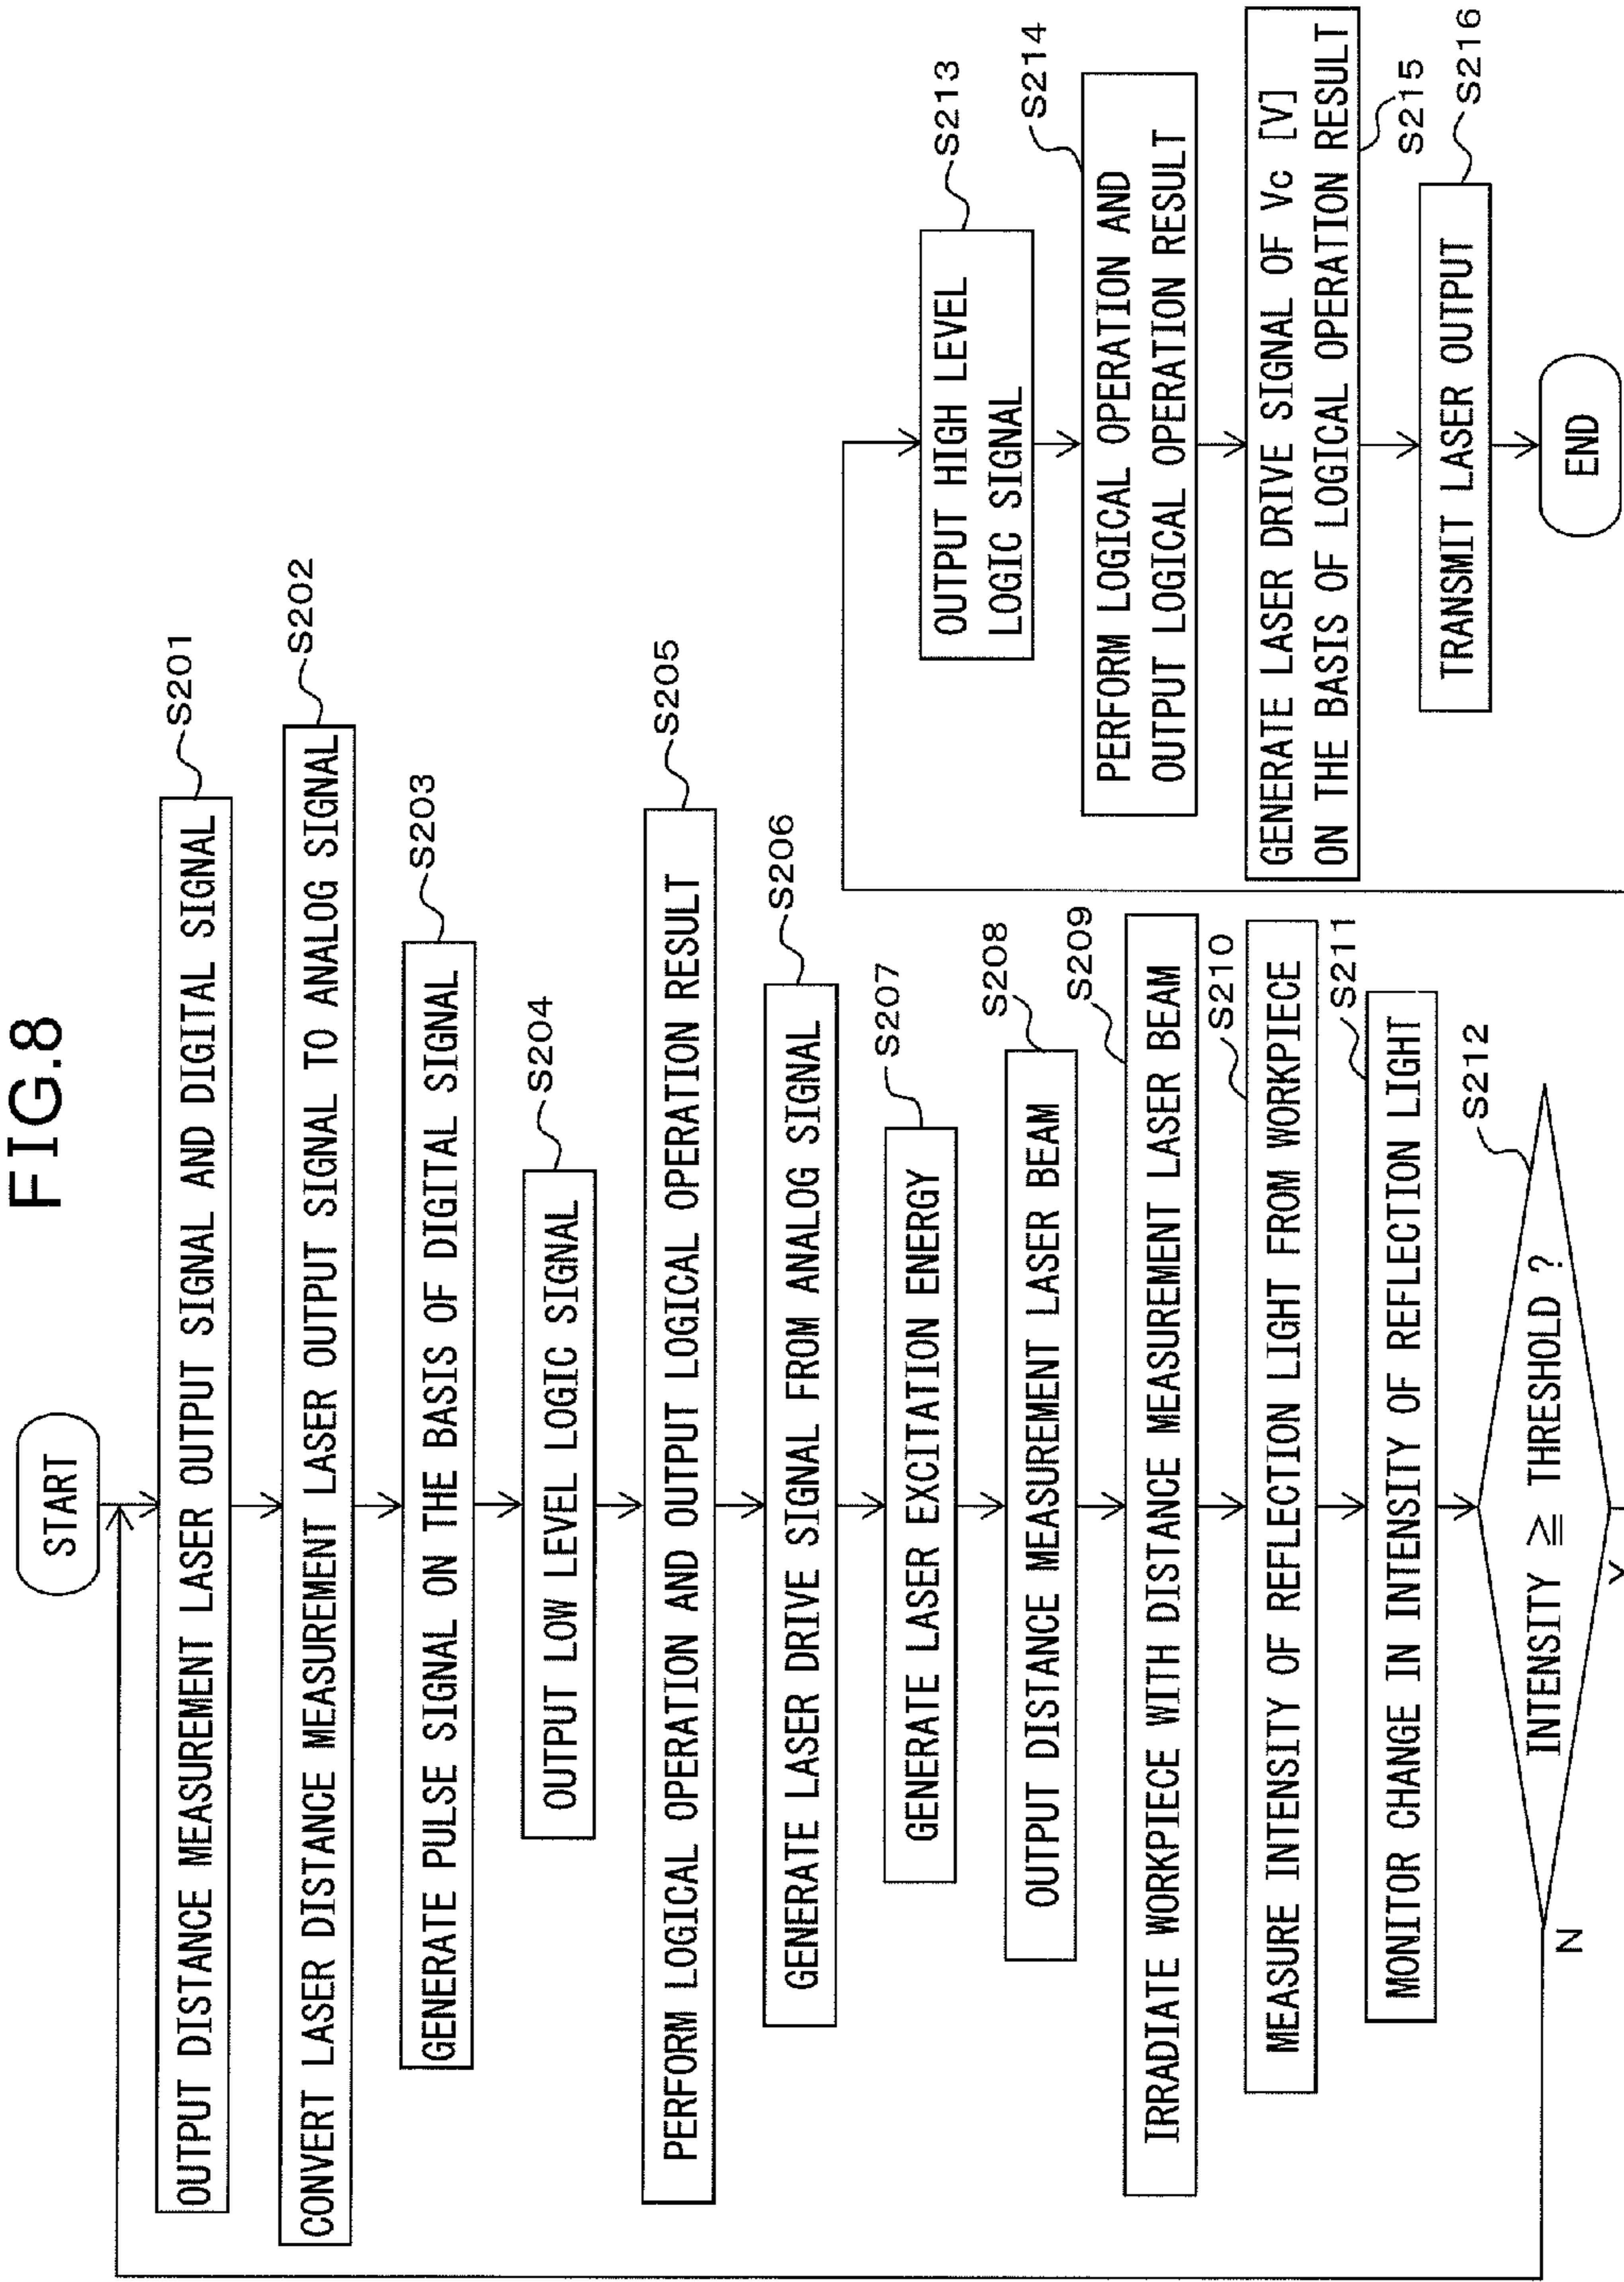 FIG.8
START
OUTPUT DISTANCE MEASUREMENT LASER OUTPUT SIGNAL AND DIGITAL SIGNAL
S201
CONVERT LASER DISTANCE MEASUREMENT LASER OUTPUT SIGNAL TO ANALOG SIGNAL
S202
GENERATE PULSE SIGNAL ON THE BASIS OF DIGITAL SIGNAL
S203
OUTPUT LOW LEVEL LOGIC SIGNAL
S204
PERFORM LOGICAL OPERATION AND OUTPUT LOGICAL OPERATION RESULT
S205
GENERATE LASER DRIVE SIGNAL FROM ANALOG SIGNAL
S206
GENERATE LASER EXCITATION ENERGY
S207
OUTPUT DISTANCE MEASUREMENT LASER BEAM
S208
IRRADIATE WORKPIECE WITH DISTANCE MEASUREMENT LASER BEAM
S209
MEASURE INTENSITY OF REFLECTION LIGHT FROM WORKPIECE
S210
MONITOR CHANGE IN INTENSITY OF REFLECTION LIGHT
S211
INTENSITY ≧ THRESHOLD ?
S212
N
Y
OUTPUT HIGH LEVEL
LOGIC SIGNAL
S213
PERFORM LOGICAL OPERATION AND
OUTPUT LOGICAL OPERATION RESULT
S214
GENERATE LASER DRIVE SIGNAL OF Vc [V]
ON THE BASIS OF LOGICAL OPERATION RESULT
S215
TRANSMIT LASER OUTPUT
S216
END